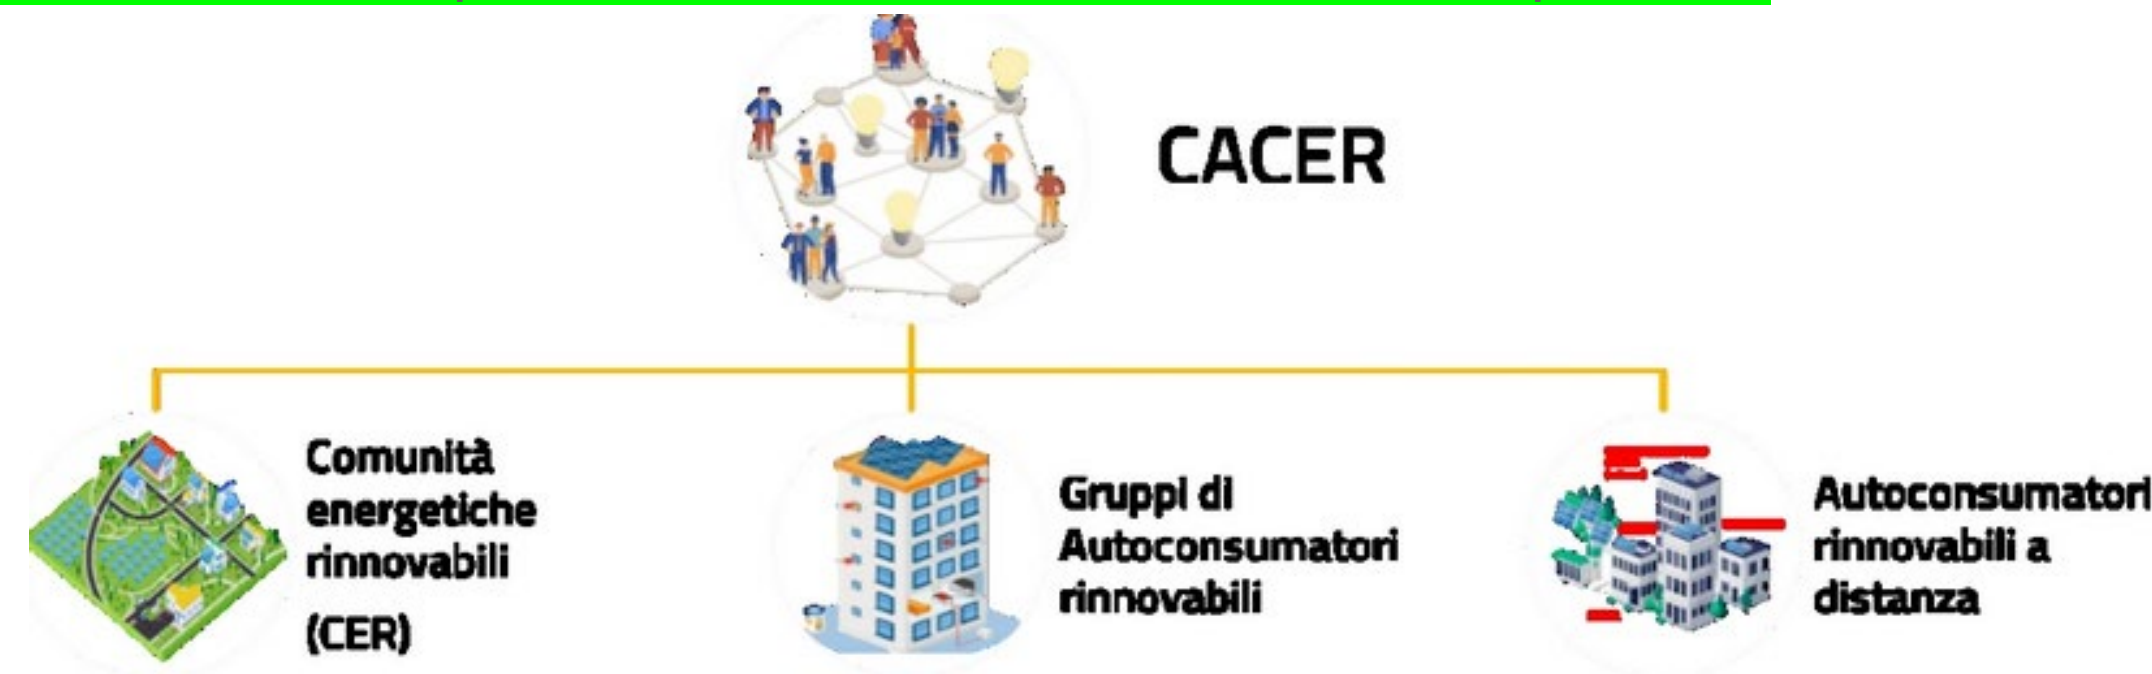 CACER
Comunità
energetiche
rinnovabili
(CER)
Gruppi di
Autoconsumatori
rinnovabili
Autoconsumatori
rinnovabili a
distanza